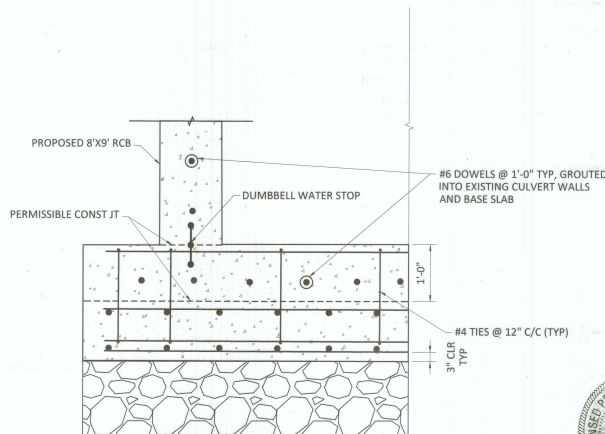 PROPOSED 8'X9' RCB
#6 DOWELS @ 1'-0" TYP, GROUTED
INTO EXISTING CULVERT WALLS
AND BASE SLAB
DUMBBELL WATER STOP
PERMISSIBLE CONST JT
1'-0"
#4 TIES @ 12" C/C (TYP)
3" CLR
TYP